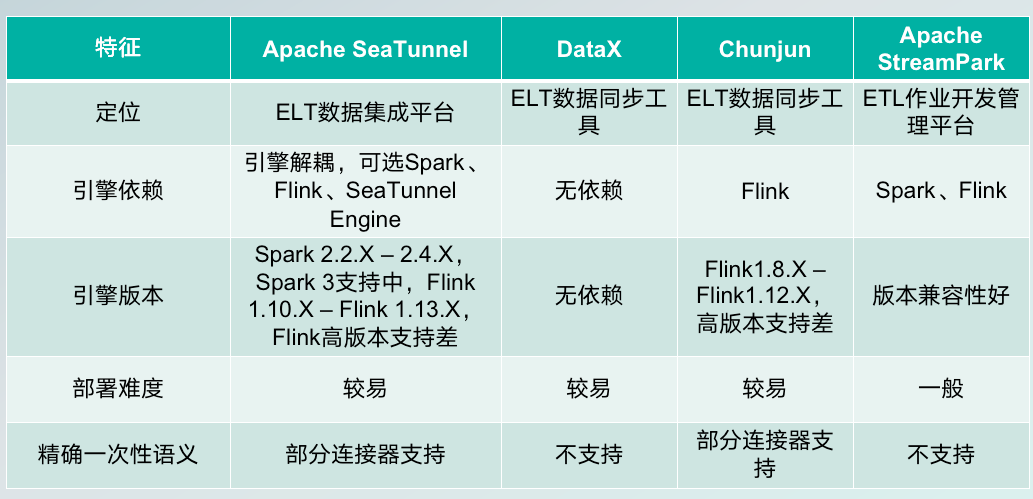 特征
Apache SeaTunnel
DataX
Chunjun
Apache
StreamPark
定位
ELT数据集成平台
ELT数据同步工
具
ELT数据同步工
具
ETL作业开发管
理平台
引擎依赖
引擎解耦，可选Spark、
Flink、SeaTunnel
Engine
无依赖
Flink
Spark、Flink
引擎版本
Spark 2.2.X – 2.4.X，
Spark 3支持中，Flink
1.10.X – Flink 1.13.X，
Flink高版本支持差
无依赖
Flink1.8.X –
Flink1.12.X，
高版本支持差
版本兼容性好
部署难度
较易
较易
较易
一般
精确一次性语义
部分连接器支持
不支持
部分连接器支
持
不支持